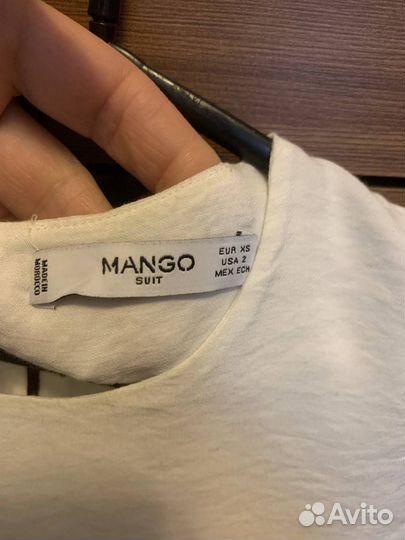 MADE IN
MOROCCO
MANGO
SUIT
EUR XS
USA 2
MEX ECH
Avito